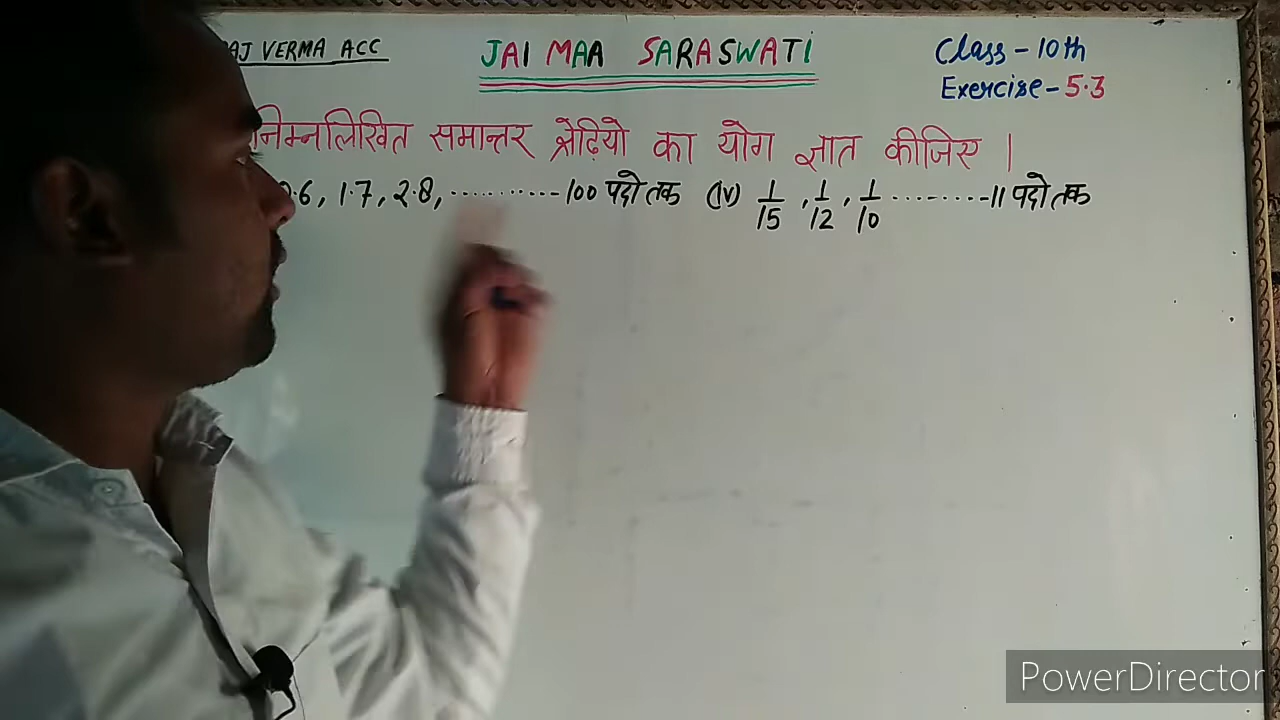 VERMA ACC
JAI MAA SARASWATI
Class - 10th
Exercise - 5.3
निम्नलिखित समान्तर श्रेढ़ियो का योग ज्ञात कीजिए ।
.6, 1.7, 2.8, ........... 100 पदो तक (iv) 1/15, 1/12, 1/10 ......... 11 पदो तक
PowerDirector